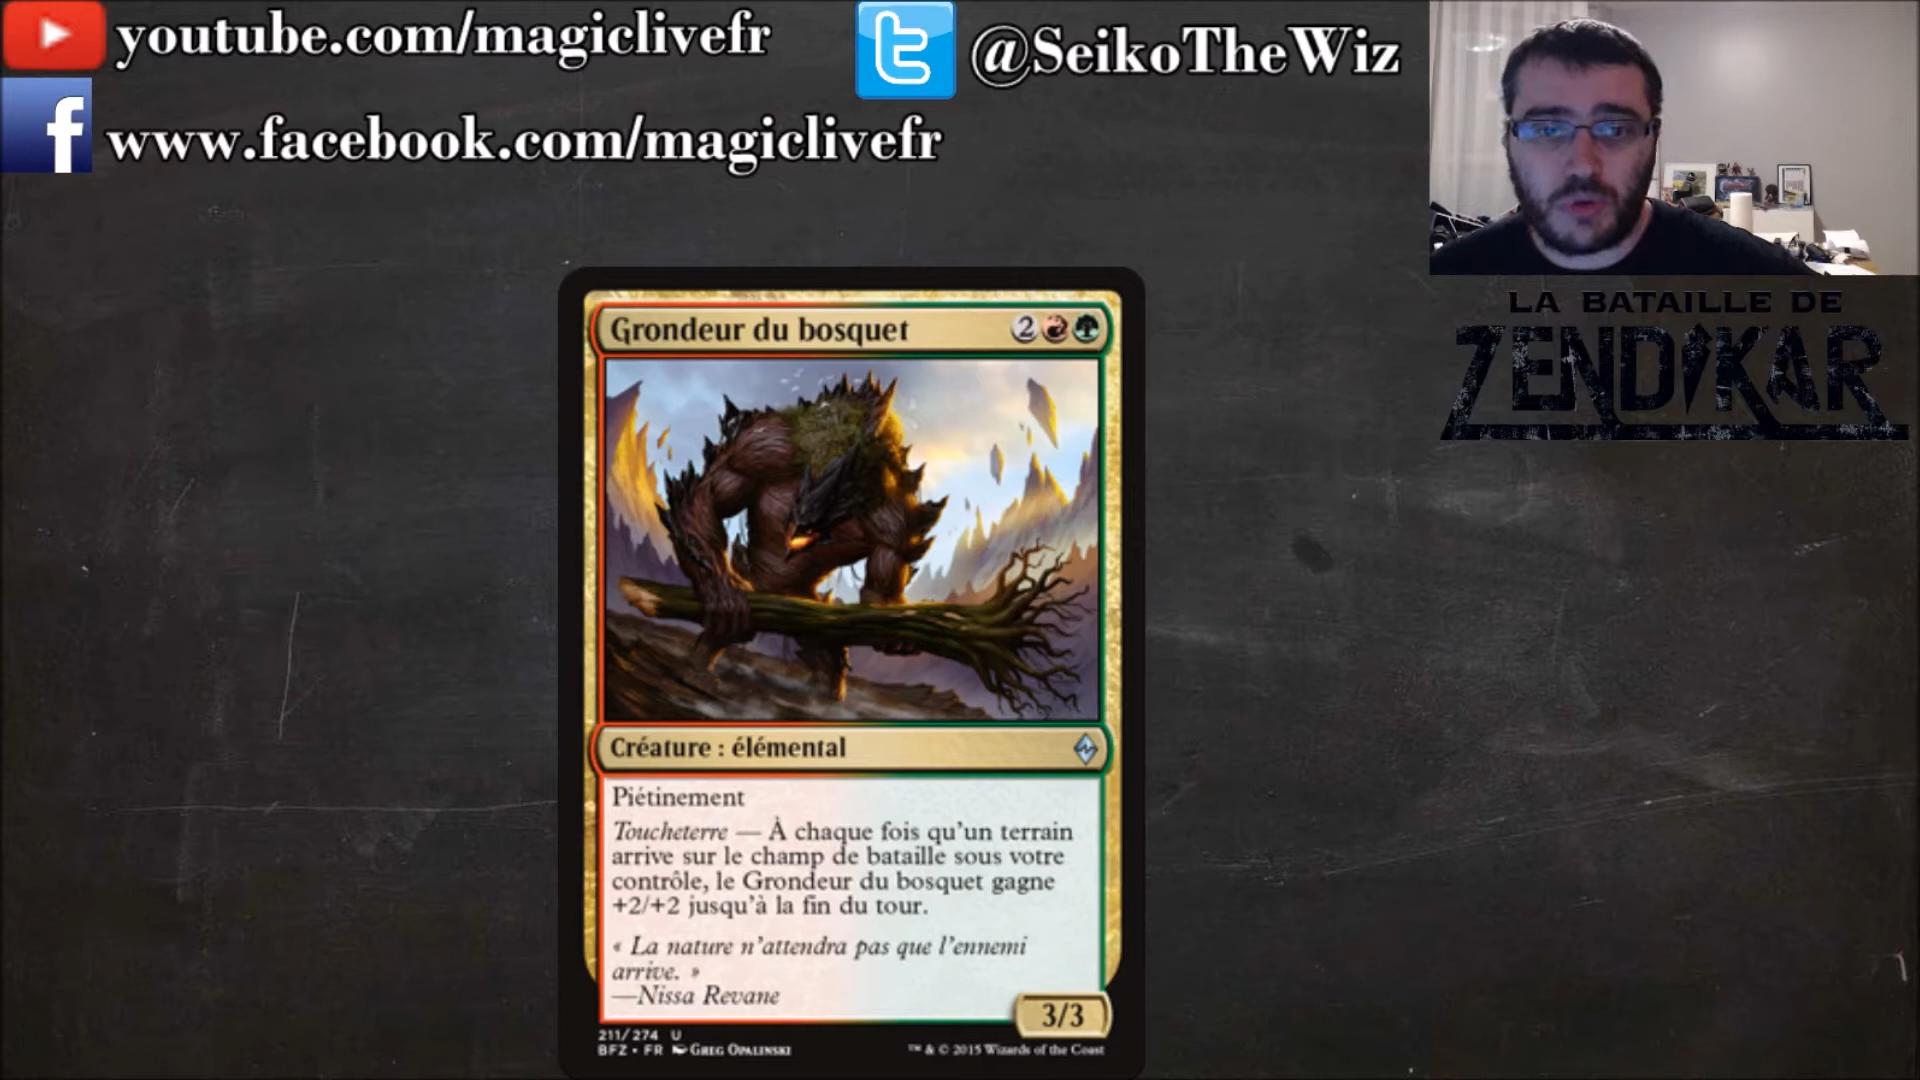 youtube.com/magiclivefr
@SeikoTheWiz
www.facebook.com/magiclivefr
LA BATAILLE DE
ZENDIKAR
Grondeur du bosquet 2
Créature : élémental
Piétinement
Toucheterre — À chaque fois qu'un terrain
arrive sur le champ de bataille sous votre
contrôle, le Grondeur du bosquet gagne
+2/+2 jusqu'à la fin du tour.
« La nature n'attendra pas que l'ennemi
arrive. »
—Nissa Revane
3/3
211/274 U
BFZ • FR Greg Opalinski
™ & © 2015 Wizards of the Coast